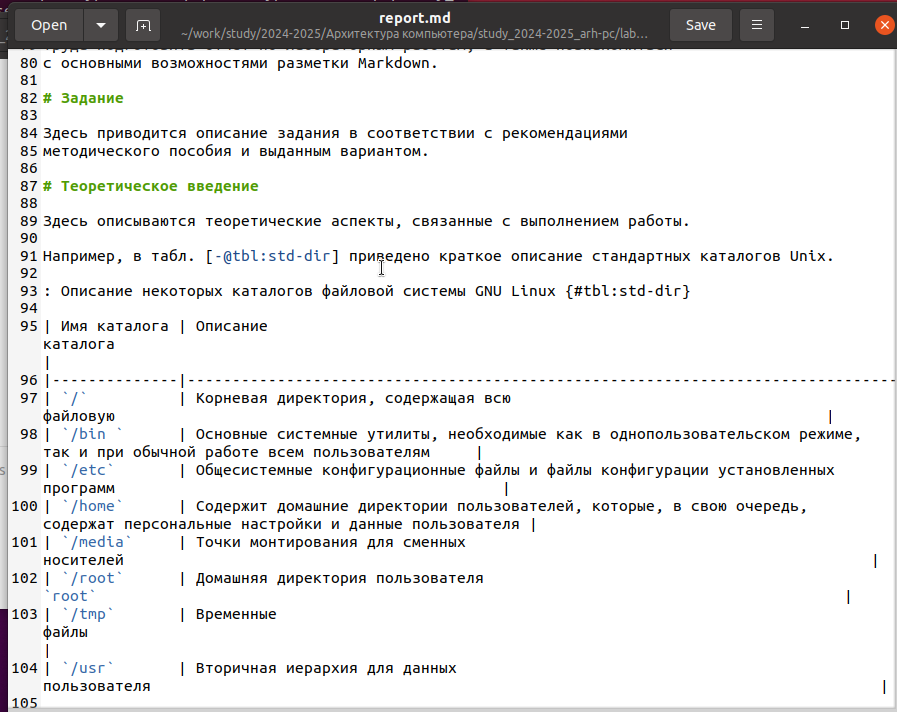 Open
report.md
~/work/study/2024-2025/Архитектура компьютера/study_2024-2025_arh-pc/lab...
Save
80 с основными возможностями разметки Markdown.
81
82 # Задание
83
84 Здесь приводится описание задания в соответствии с рекомендациями
85 методического пособия и выданным вариантом.
86
87 # Теоретическое введение
88
89 Здесь описываются теоретические аспекты, связанные с выполнением работы.
90
91 Например, в табл. [-@tbl:std-dir] приведено краткое описание стандартных каталогов Unix.
92
93 : Описание некоторых каталогов файловой системы GNU Linux {#tbl:std-dir}
94
95 | Имя каталога | Описание
каталога
|
96 |--------------|-------------------------------------------------------------------------------
97 | `/`          | Корневая директория, содержащая всю
файловую |
98 | `/bin `      | Основные системные утилиты, необходимые как в однопользовательском режиме,
так и при обычной работе всем пользователям |
99 | `/etc`       | Общесистемные конфигурационные файлы и файлы конфигурации установленных
программ |
100 | `/home`      | Содержит домашние директории пользователей, которые, в свою очередь,
содержат персональные настройки и данные пользователя |
101 | `/media`     | Точки монтирования для сменных
носителей |
102 | `/root`      | Домашняя директория пользователя
`root` |
103 | `/tmp`       | Временные
файлы
|
104 | `/usr`       | Вторичная иерархия для данных
пользователя |
105